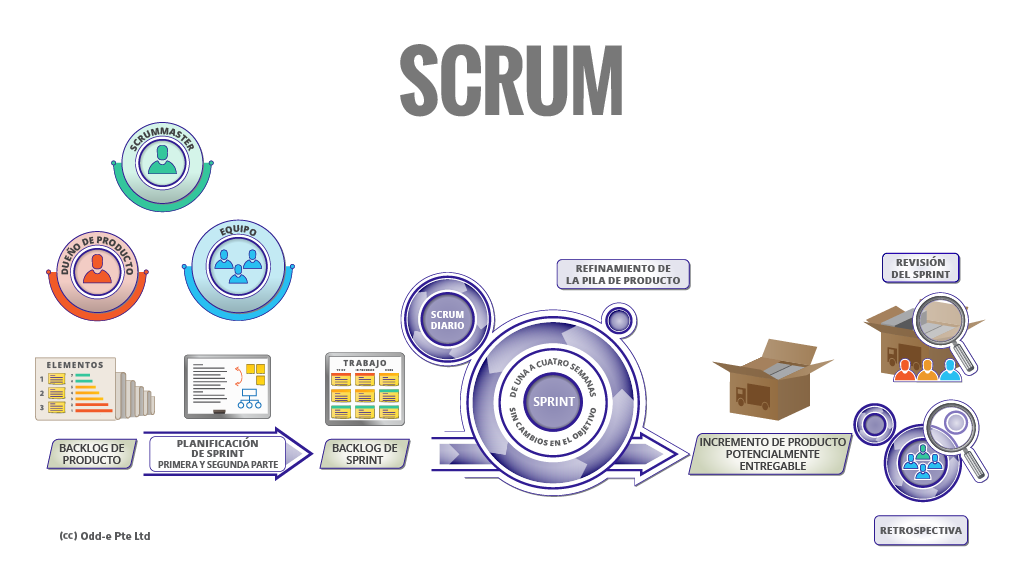 SCRUM
SCRUMMASTER
DUEÑO DE PRODUCTO
EQUIPO
REFINAMIENTO DE
LA PILA DE PRODUCTO
REVISIÓN
DEL SPRINT
SCRUM
DIARIO
ELEMENTOS
1
2
3
TRABAJO
DE UNA A CUATRO SEMANAS
SPRINT
SIN CAMBIOS EN EL OBJETIVO
BACKLOG DE
PRODUCTO
PLANIFICACIÓN
DE SPRINT
PRIMERA Y SEGUNDA PARTE
BACKLOG DE
SPRINT
INCREMENTO DE PRODUCTO
POTENCIALMENTE
ENTREGABLE
RETROSPECTIVA
(cc) Odd-e Pte Ltd